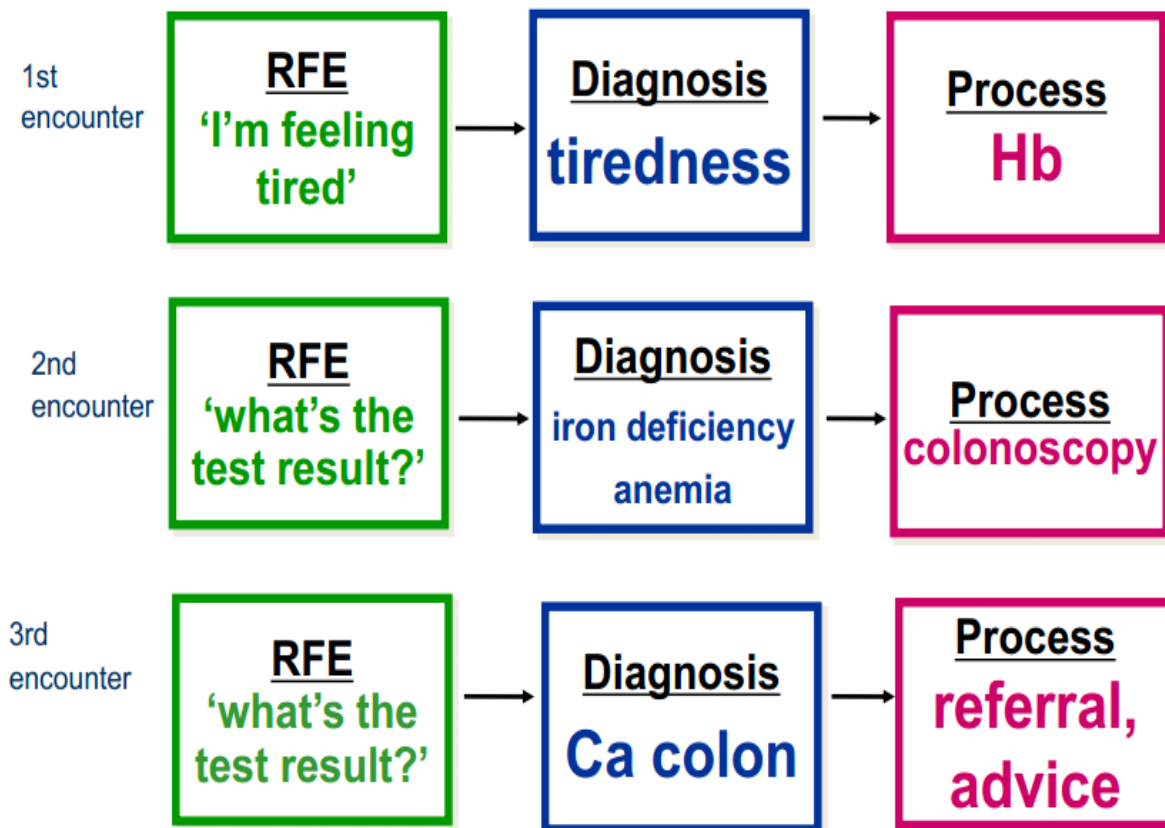 1st
encounter
RFE
‘I’m feeling
tired’
Diagnosis
tiredness
Process
Hb
2nd
encounter
RFE
‘what’s the
test result?’
Diagnosis
iron deficiency
anemia
Process
colonoscopy
3rd
encounter
RFE
‘what’s the
test result?’
Diagnosis
Ca colon
Process
referral,
advice